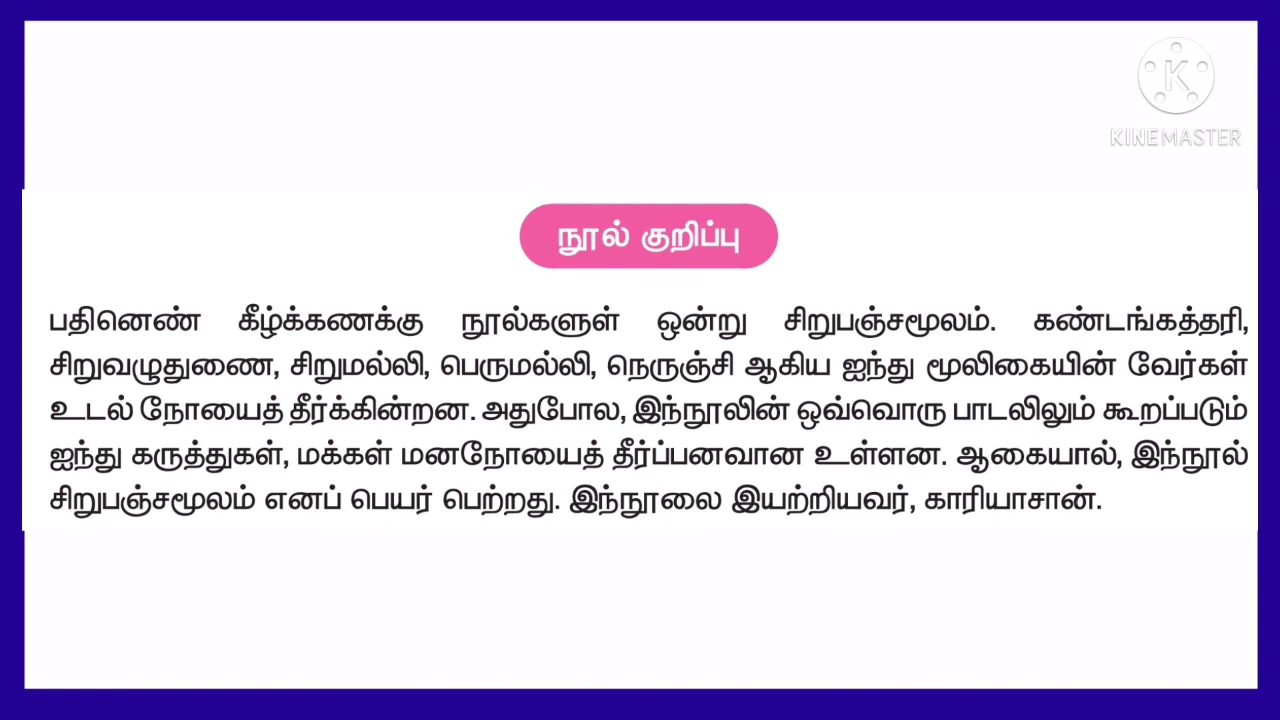 KINEMASTER
நூல் குறிப்பு
பதினெண் கீழ்க்கணக்கு நூல்களுள் ஒன்று சிறுபஞ்சமூலம். கண்டங்கத்தரி,
சிறுவழுதுணை, சிறுமல்லி, பெருமல்லி, நெருஞ்சி ஆகிய ஐந்து மூலிகையின் வேர்கள்
உடல் நோயைத் தீர்க்கின்றன. அதுபோல, இந்நூலின் ஒவ்வொரு பாடலிலும் கூறப்படும்
ஐந்து கருத்துகள், மக்கள் மனநோயைத் தீர்ப்பனவான உள்ளன. ஆகையால், இந்நூல்
சிறுபஞ்சமூலம் எனப் பெயர் பெற்றது. இந்நூலை இயற்றியவர், காரியாசான்.